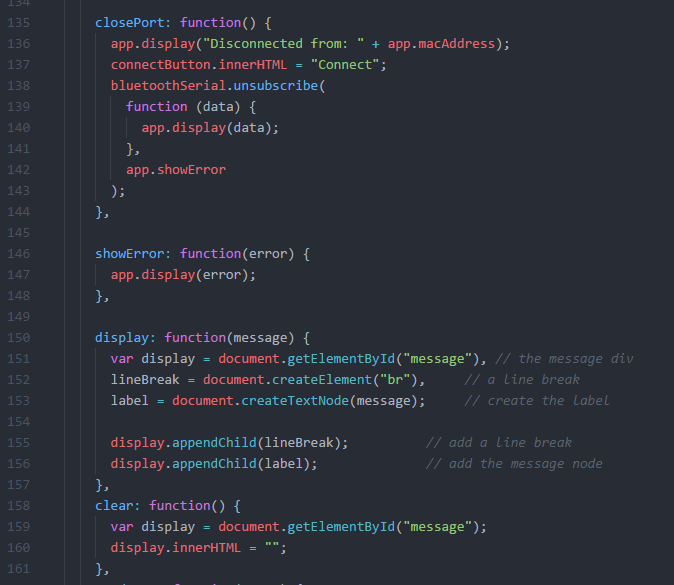 134
135 closePort: function() {
136 app.display("Disconnected from: " + app.macAddress);
137 connectButton.innerHTML = "Connect";
138 bluetoothSerial.unsubscribe(
139 function (data) {
140 app.display(data);
141 },
142 app.showError
143 );
144 },
145
146 showError: function(error) {
147 app.display(error);
148 },
149
150 display: function(message) {
151 var display = document.getElementById("message"), // the message div
152 lineBreak = document.createElement("br"), // a line break
153 label = document.createTextNode(message); // create the label
154
155 display.appendChild(lineBreak); // add a line break
156 display.appendChild(label); // add the message node
157 },
158 clear: function() {
159 var display = document.getElementById("message");
160 display.innerHTML = "";
161 },